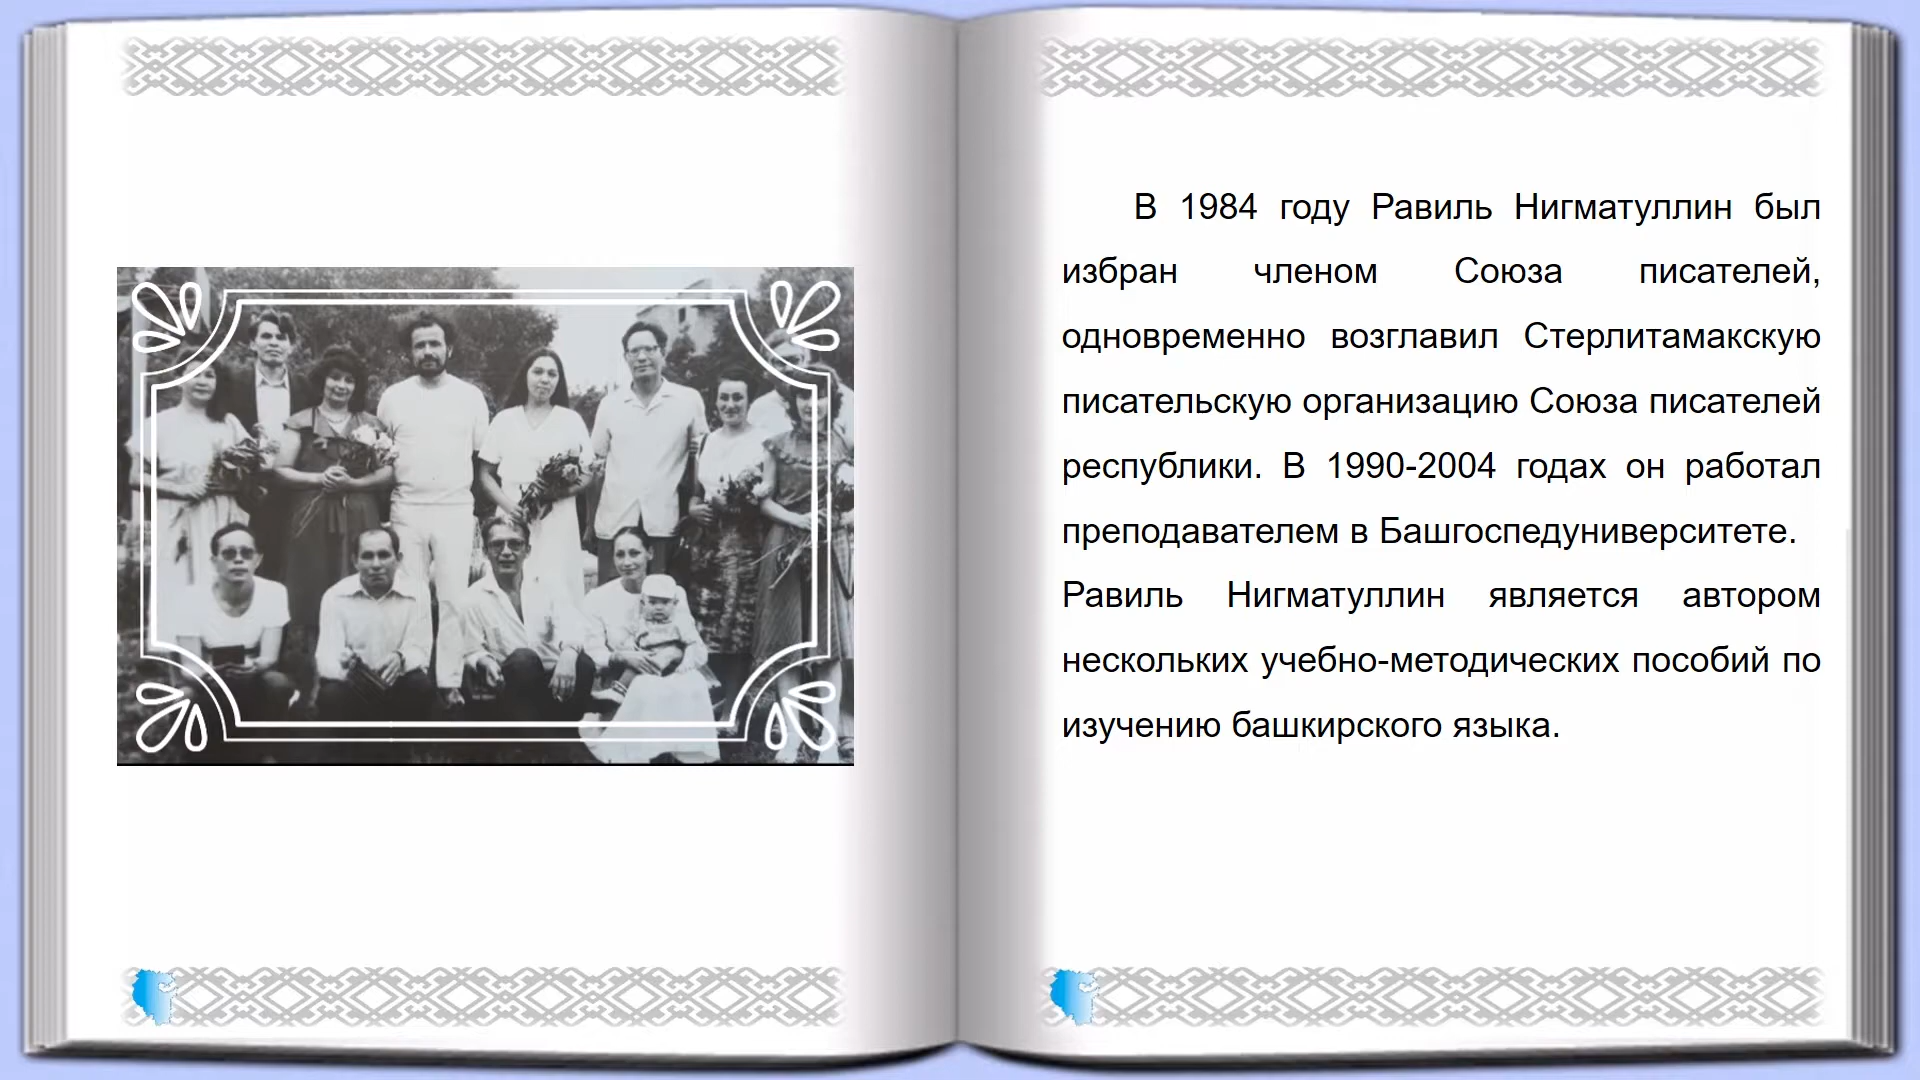 В 1984 году Равиль Нигматуллин был
избран членом Союза писателей,
одновременно возглавил Стерлитамакскую
писательскую организацию Союза писателей
республики. В 1990-2004 годах он работал
преподавателем в Башгоспедуниверситете.
Равиль Нигматуллин является автором
нескольких учебно-методических пособий по
изучению башкирского языка.